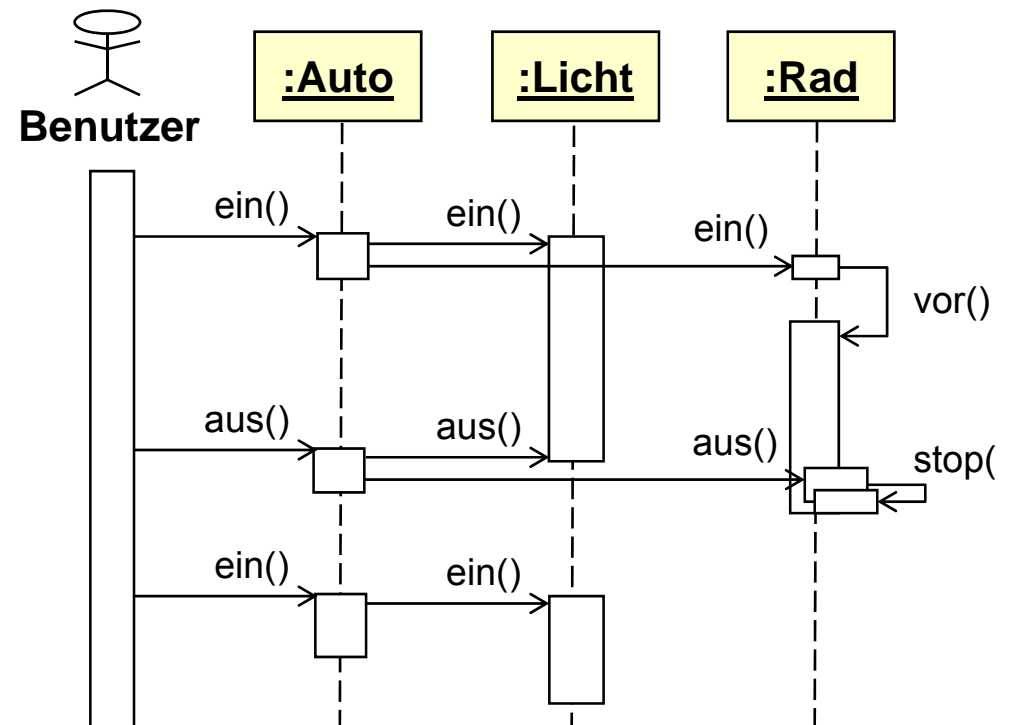 :Auto
:Licht
:Rad
Benutzer
ein()
ein()
ein()
vor()
aus()
aus()
aus()
stop(
ein()
ein()